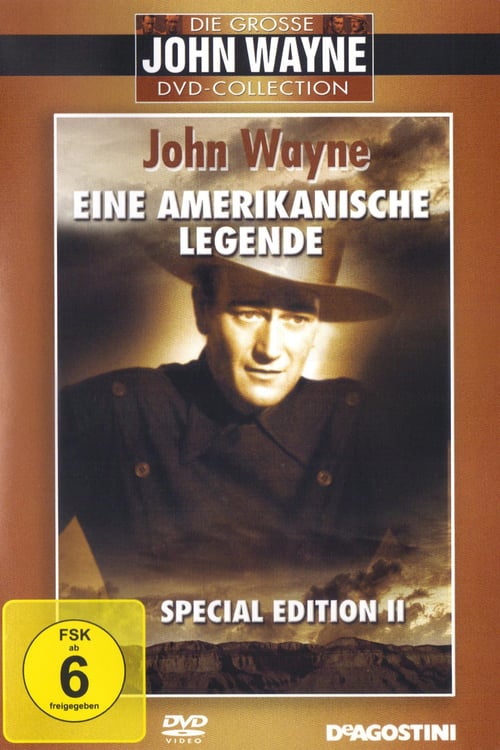 DIE GROSSE
JOHN WAYNE
DVD-COLLECTION
John Wayne
EINE AMERIKANISCHE
LEGENDE
SPECIAL EDITION II
FSK
ab
6
freigegeben
DVD
VIDEO
DEAGOSTINI